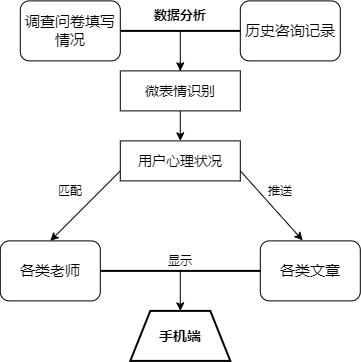 调查问卷填写
情况
数据分析
历史咨询记录
微表情识别
用户心理状况
匹配
推送
各类老师
显示
各类文章
手机端